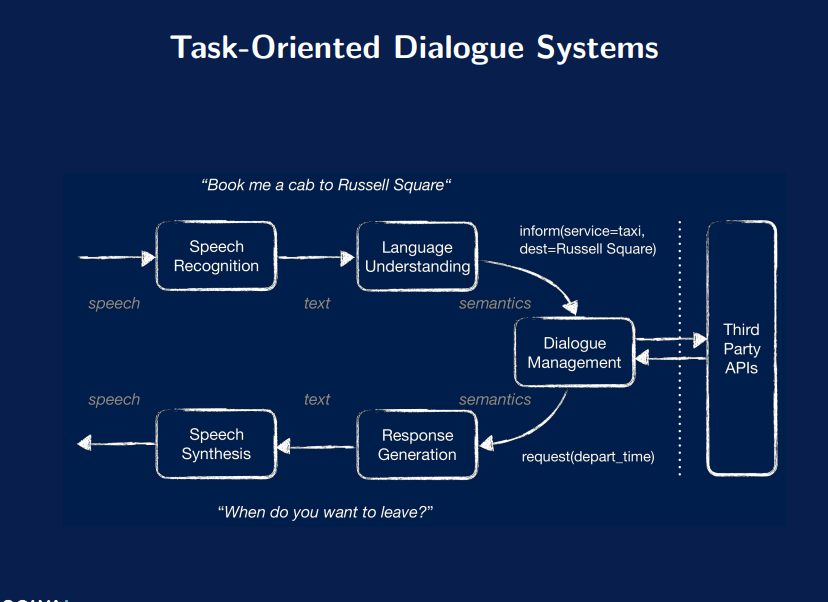 Task-Oriented Dialogue Systems
“Book me a cab to Russell Square“
Speech
Recognition
Language
Understanding
inform(service=taxi,
dest=Russell Square)
speech
text
semantics
Dialogue
Management
Third
Party
APIs
speech
text
semantics
Speech
Synthesis
Response
Generation
request(depart_time)
“When do you want to leave?”